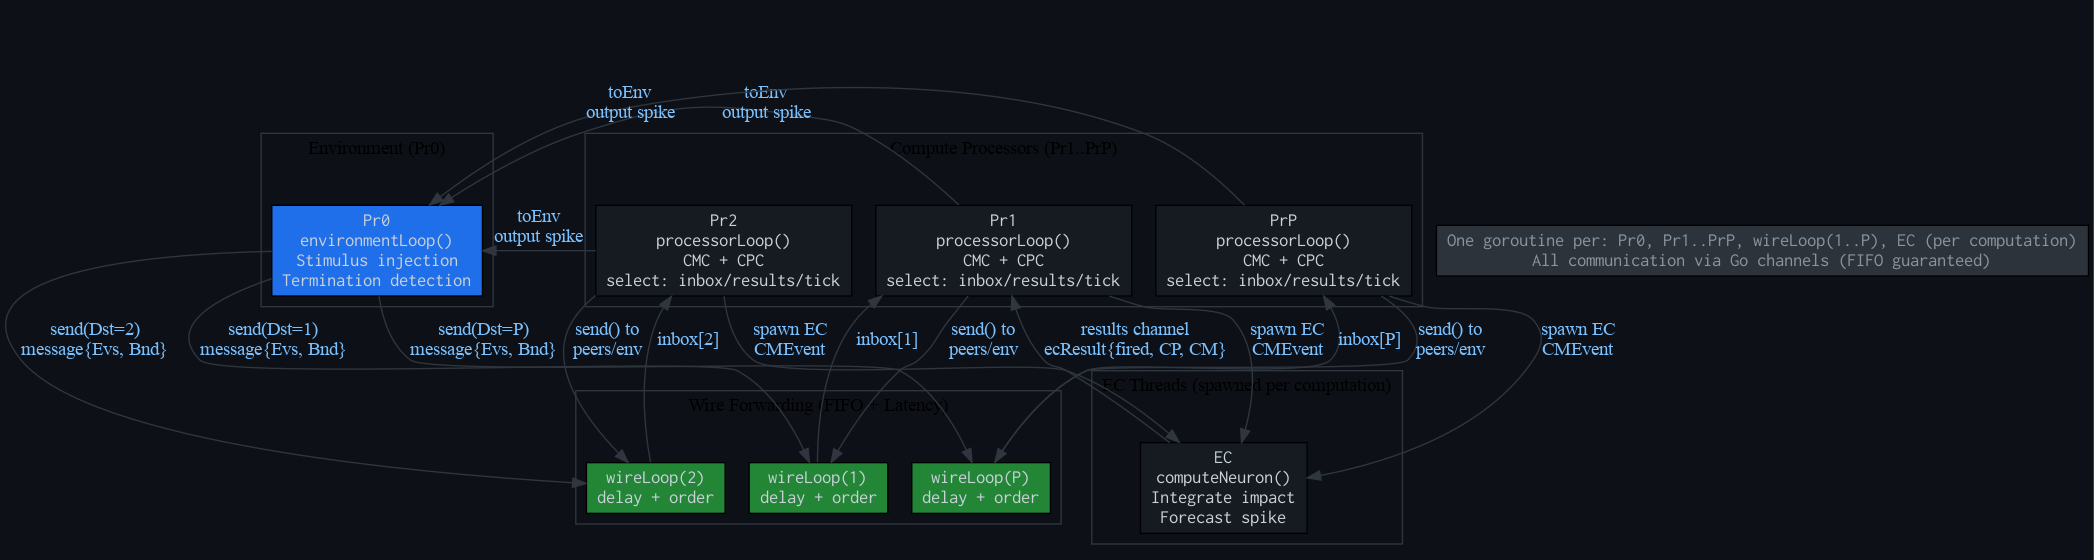 toEnv
output spike
toEnv
output spike
Environment (Pr0)
Compute Processors (Pr1..PrP)
Pr0
environmentLoop()
Stimulus injection
Termination detection
toEnv
output spike
Pr2
processorLoop()
CMC + CPC
select: inbox/results/tick
Pr1
processorLoop()
CMC + CPC
select: inbox/results/tick
PrP
processorLoop()
CMC + CPC
select: inbox/results/tick
One goroutine per: Pr0, Pr1..PrP, wireLoop(1..P), EC (per computation)
All communication via Go channels (FIFO guaranteed)
send(Dst=2)
message{Evs, Bnd}
send(Dst=1)
message{Evs, Bnd}
send(Dst=P)
message{Evs, Bnd}
send() to
peers/env
inbox[2]
spawn EC
CMEvent
inbox[1]
send() to
peers/env
results channel
ecResult{fired, CP, CM}
spawn EC
CMEvent
inbox[P]
send() to
peers/env
spawn EC
CMEvent
Wire Forwarding (FIFO + Latency)
EC Threads (spawned per computation)
wireLoop(2)
delay + order
wireLoop(1)
delay + order
wireLoop(P)
delay + order
EC
computeNeuron()
Integrate impact
Forecast spike